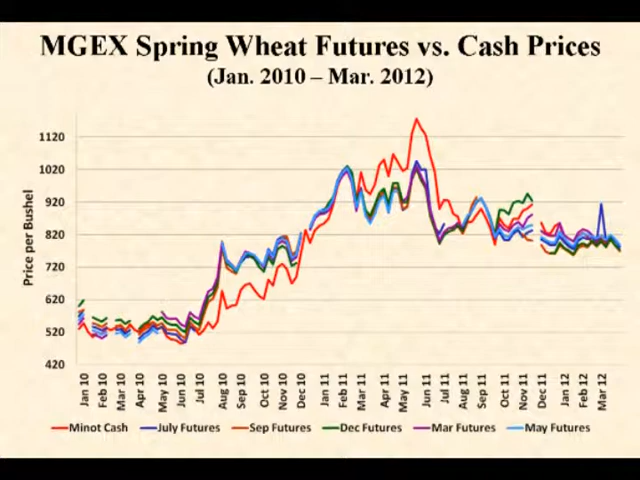 MGEX Spring Wheat Futures vs. Cash Prices
(Jan. 2010 – Mar. 2012)
Price per Bushel
1120
1020
920
820
720
620
520
420
Jan 10
Feb 10
Mar 10
Apr 10
May 10
Jun 10
Jul 10
Aug 10
Sep 10
Oct 10
Nov 10
Dec 10
Jan 11
Feb 11
Mar 11
Apr 11
May 11
Jun 11
Jul 11
Aug 11
Sep 11
Oct 11
Nov 11
Dec 11
Jan 12
Feb 12
Mar 12
Minot Cash July Futures Sep Futures Dec Futures Mar Futures May Futures